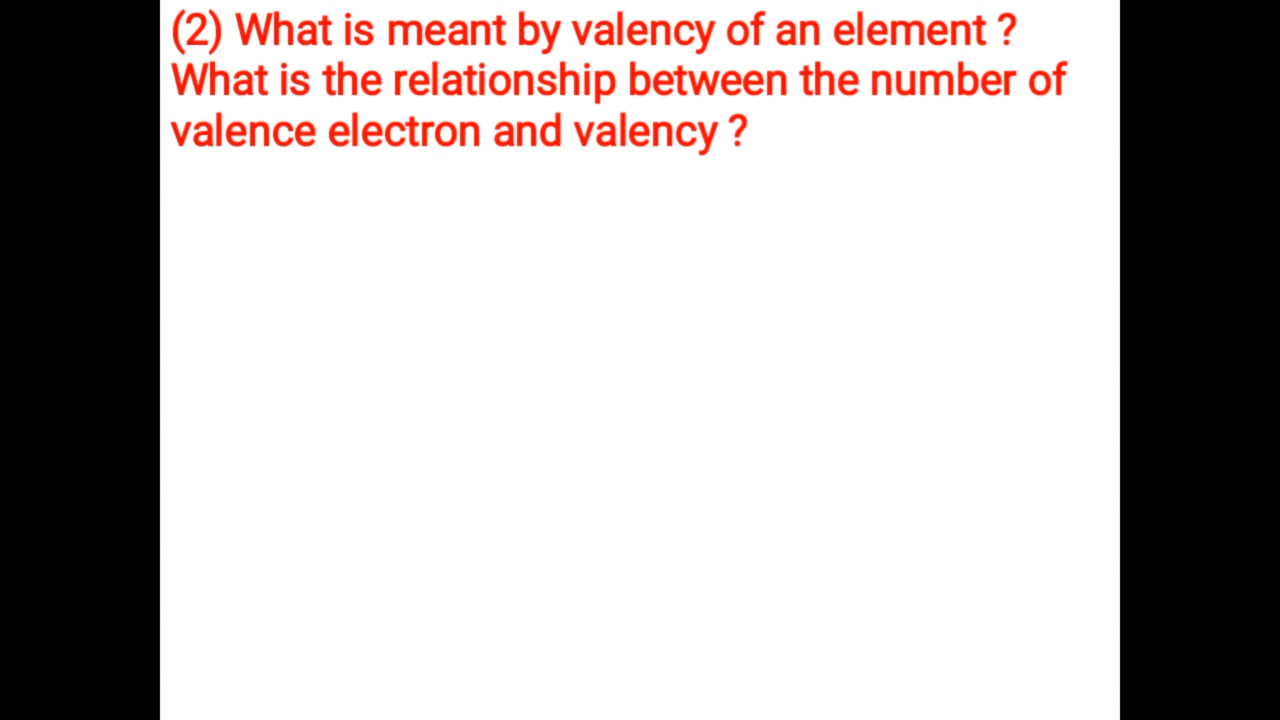 (2) What is meant by valency of an element ?
What is the relationship between the number of
valence electron and valency ?